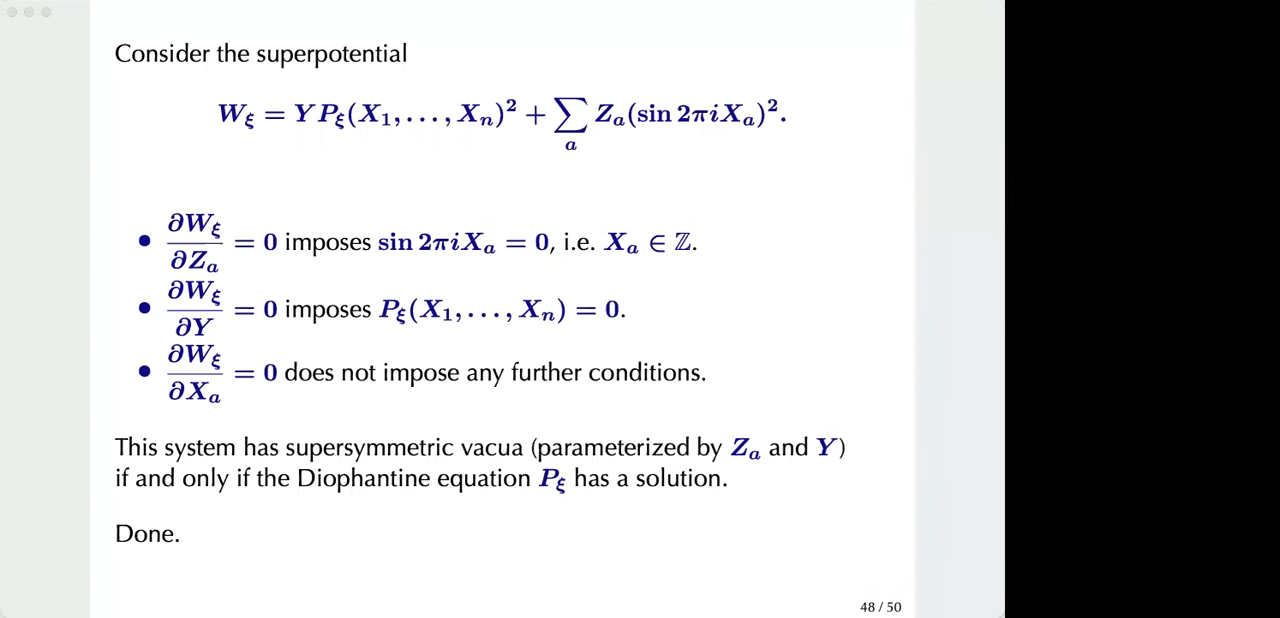 Consider the superpotential
W_ξ = Y P_ξ(X_1, . . . , X_n)^2 + ∑_a Z_a(sin 2πiX_a)^2.
• ∂W_ξ/∂Z_a = 0 imposes sin 2πiX_a = 0, i.e. X_a ∈ ℤ.
• ∂W_ξ/∂Y = 0 imposes P_ξ(X_1, . . . , X_n) = 0.
• ∂W_ξ/∂X_a = 0 does not impose any further conditions.
This system has supersymmetric vacua (parameterized by Z_a and Y)
if and only if the Diophantine equation P_ξ has a solution.
Done.
48 / 50